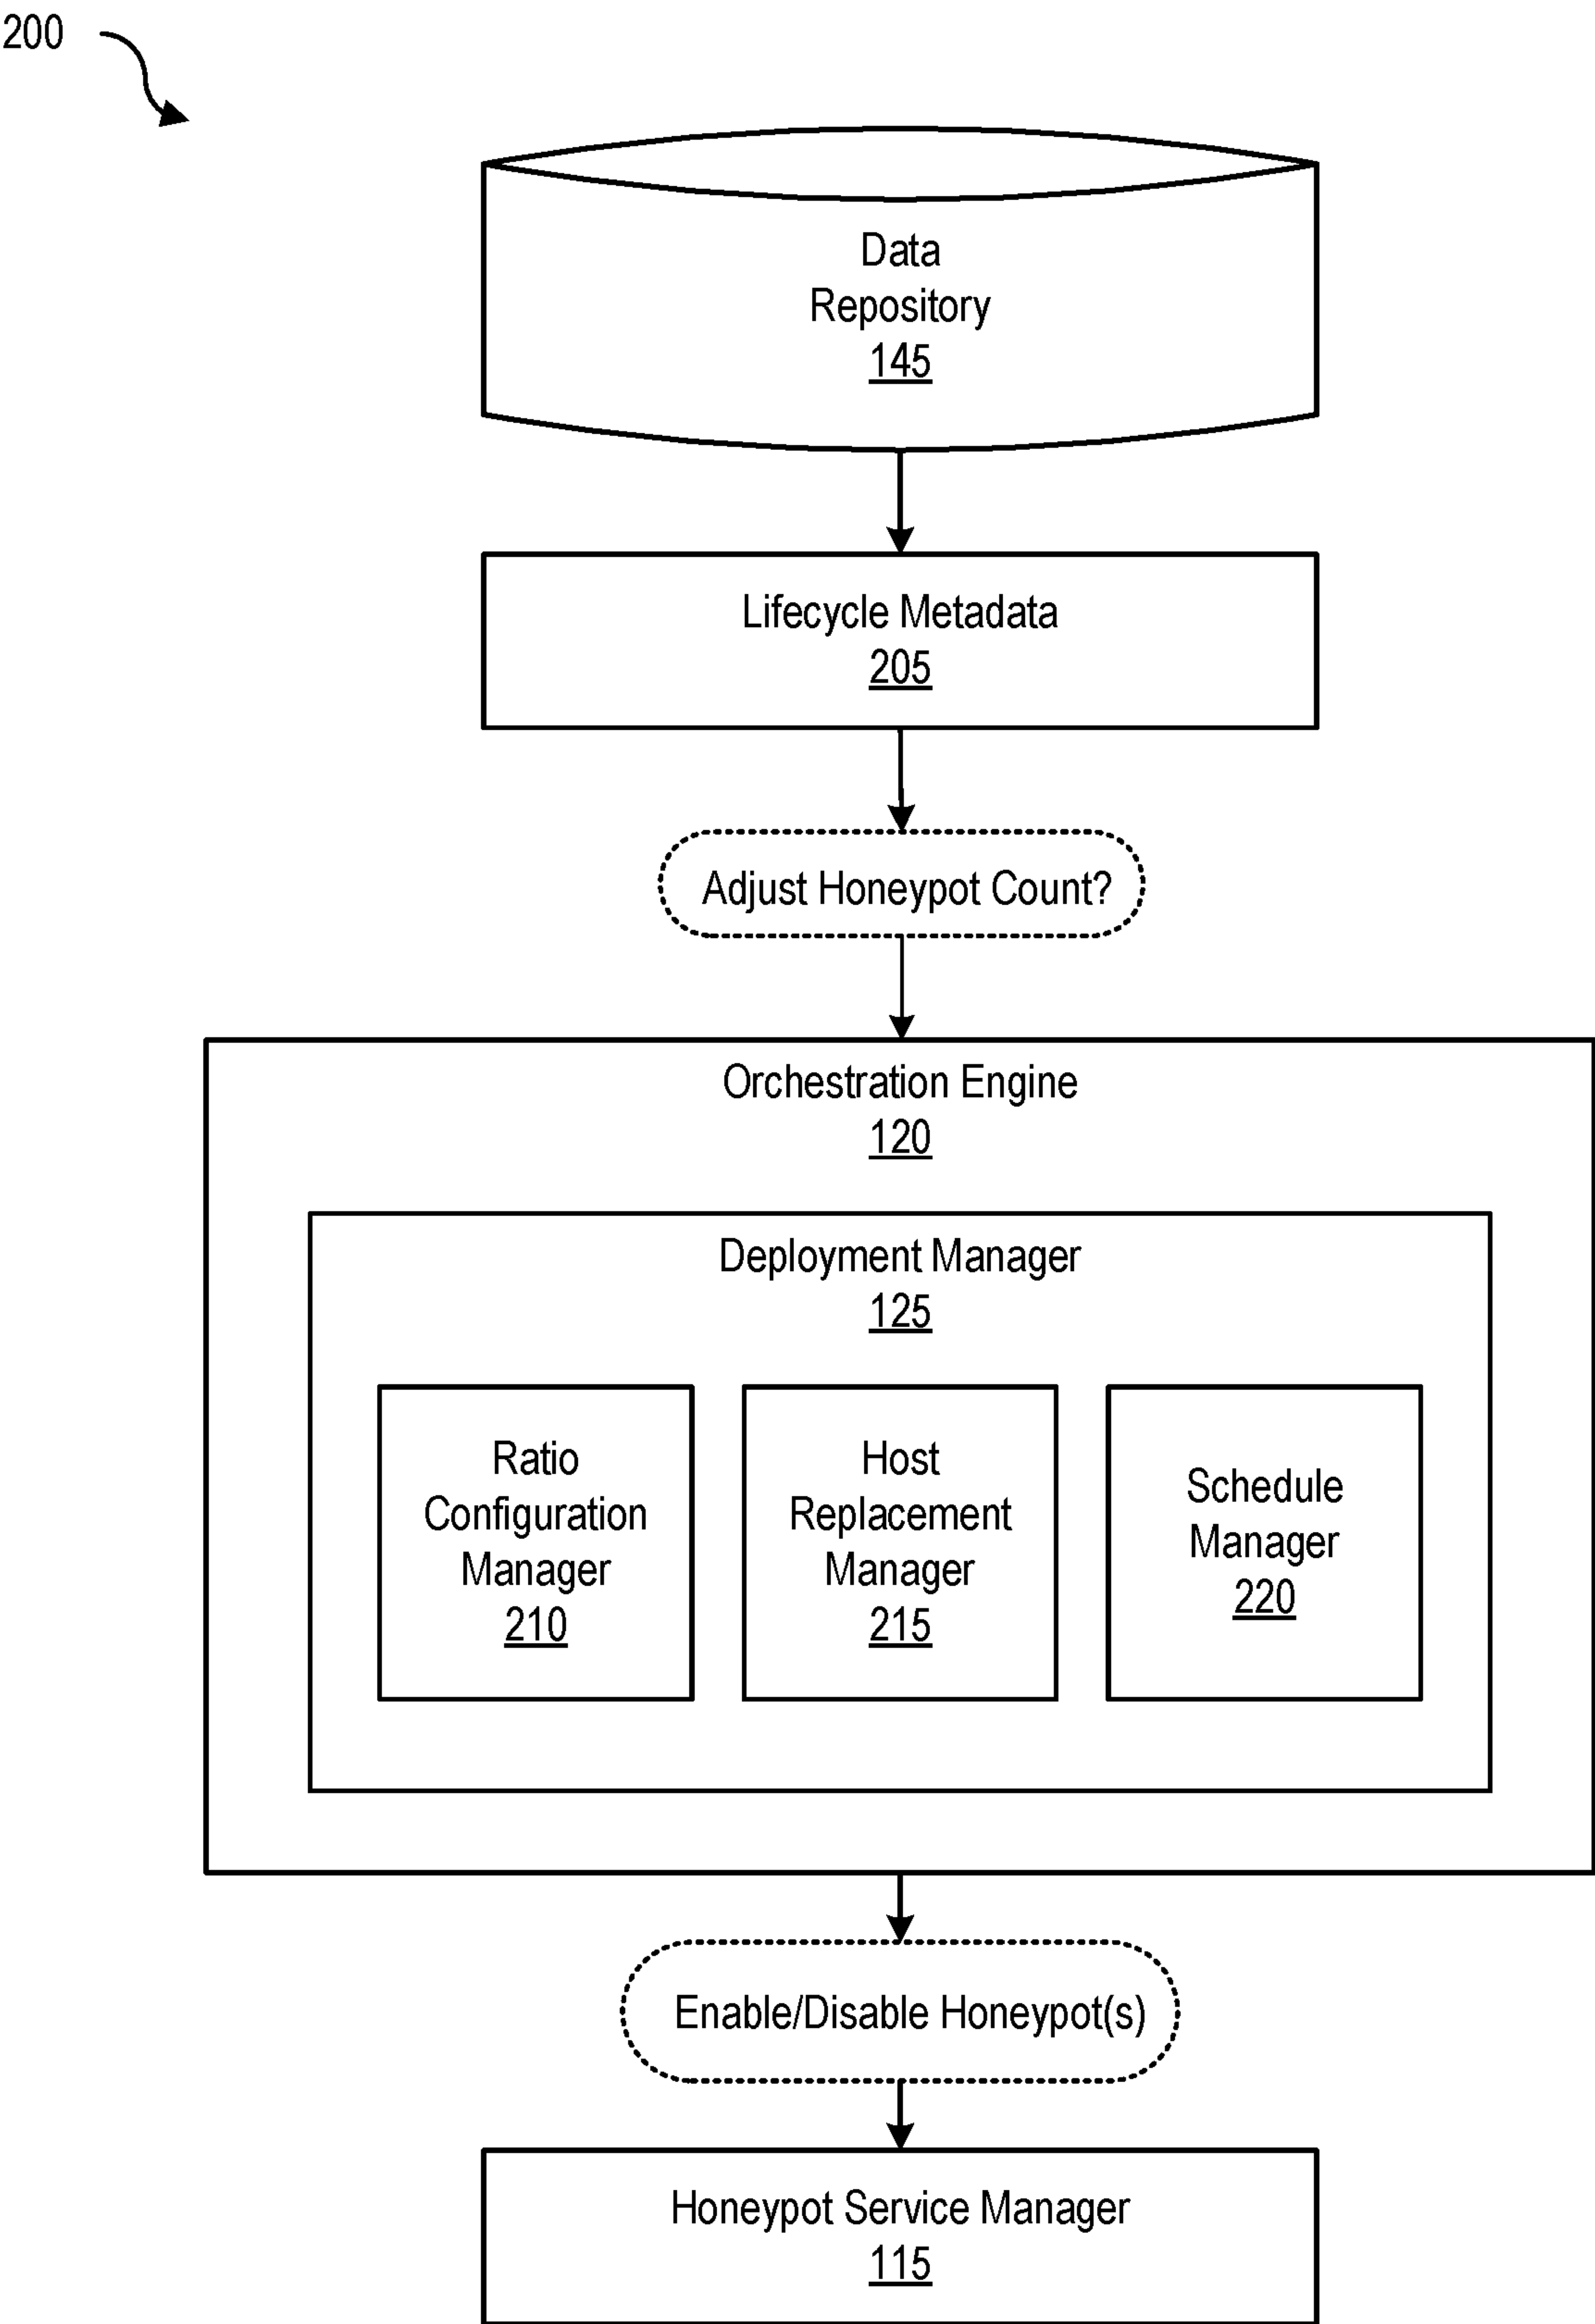 200
Data
Repository
145
Lifecycle Metadata
205
Adjust Honeypot Count?
Orchestration Engine
120
Deployment Manager
125
Ratio
Configuration
Manager
210
Host
Replacement
Manager
215
Schedule
Manager
220
Enable/Disable Honeypot(s)
Honeypot Service Manager
115